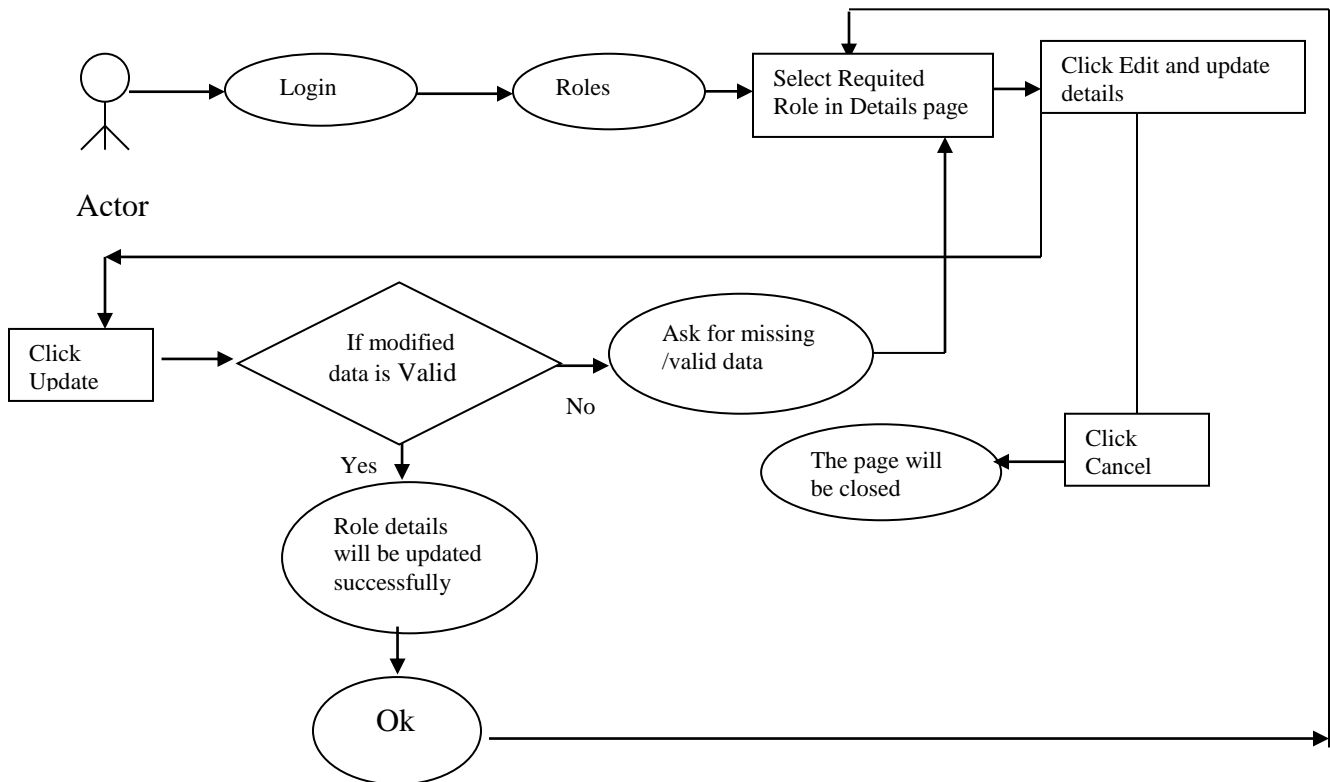 Login
Roles
Select Requited
Role in Details page
Click Edit and update
details
Actor
Click
Update
If modified
data is Valid
No
Ask for missing
/valid data
Yes
Click
Cancel
The page will
be closed
Role details
will be updated
successfully
Ok